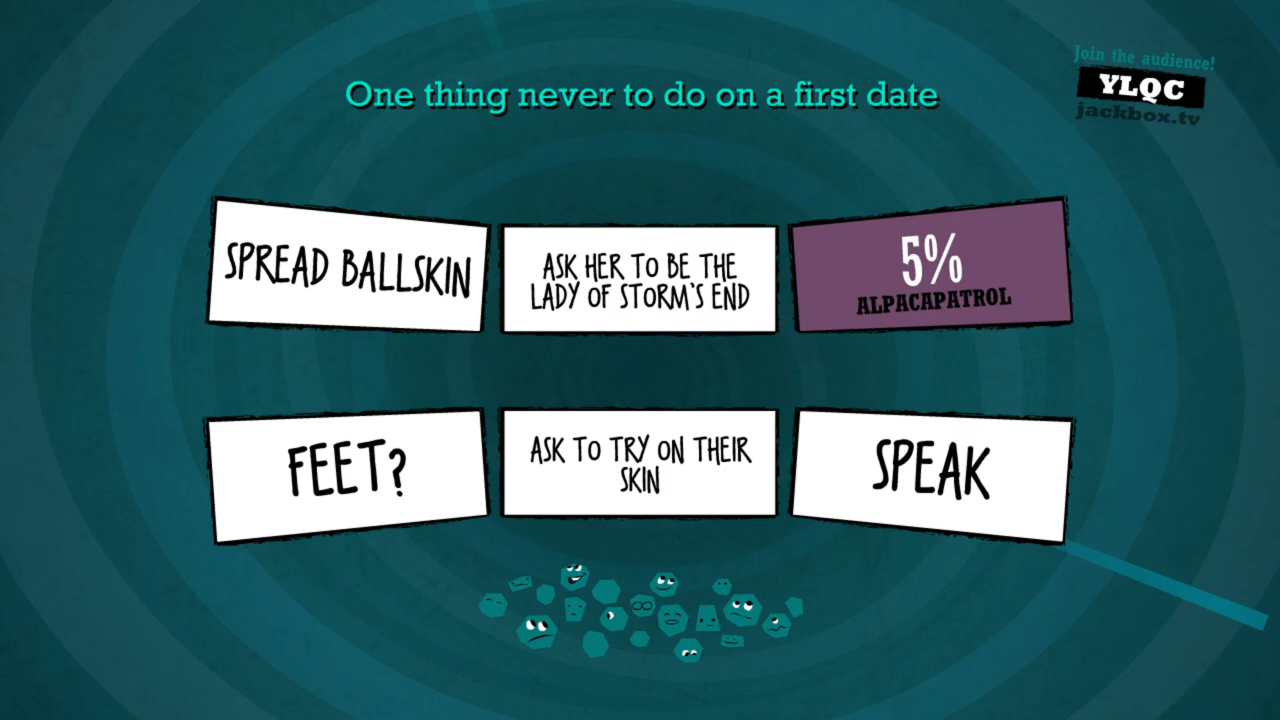 Join the audience!
YLQC
jackbox.tv
One thing never to do on a first date
SPREAD BALLSKIN
ASK HER TO BE THE
LADY OF STORM'S END
5%
ALPACAPATROL
FEET?
ASK TO TRY ON THEIR
SKIN
SPEAK